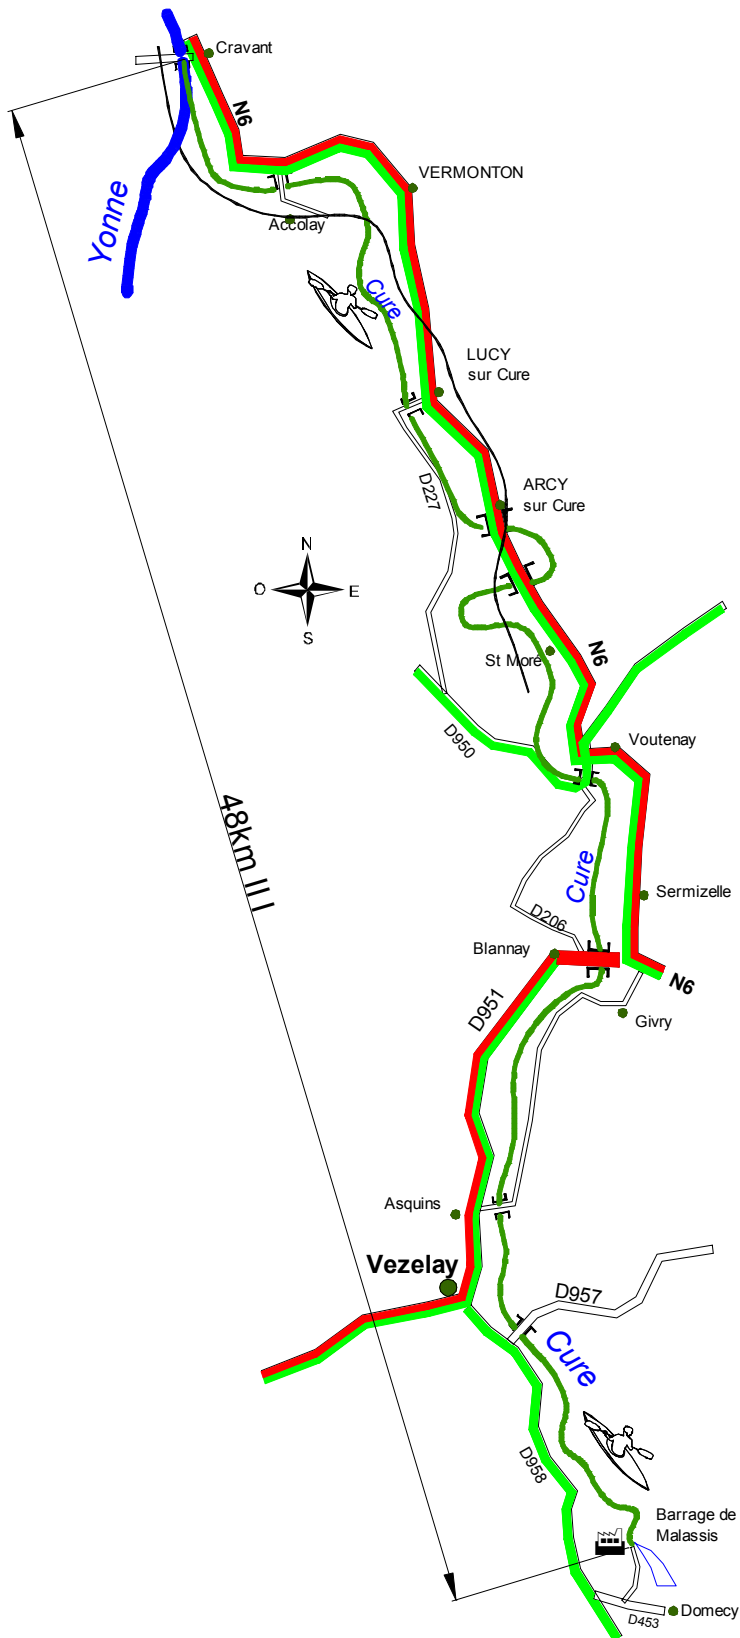 Cravant
N6
VERMONTON
Yonne
Accolay
Cure
LUCY
sur Cure
D227
ARCY
sur Cure
N
O
E
S
St Moré
N6
D950
Voutenay
48km III I
Cure
Sermizelle
D206
Blannay
N6
D951
Givry
Asquins
Vezelay
D957
Cure
D958
Barrage de
Malassis
Domecy
D453